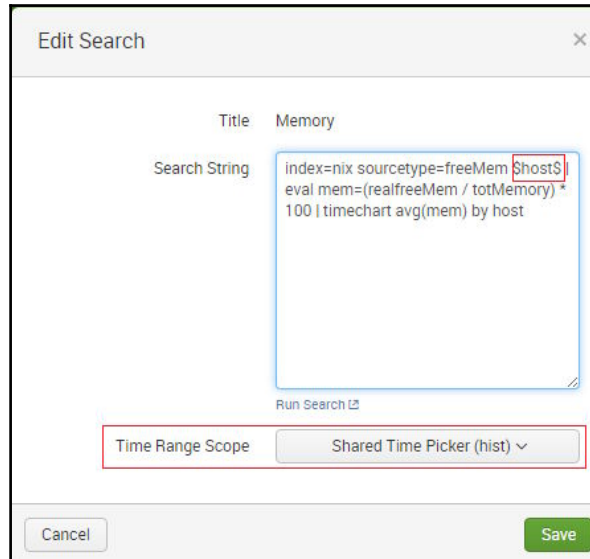 Edit Search
×
Title Memory
Search String
index=nix sourcetype=freeMem $host$ |
eval mem=(realfreeMem / totMemory) *
100 | timechart avg(mem) by host
Run Search
Time Range Scope Shared Time Picker (hist)
Cancel Save